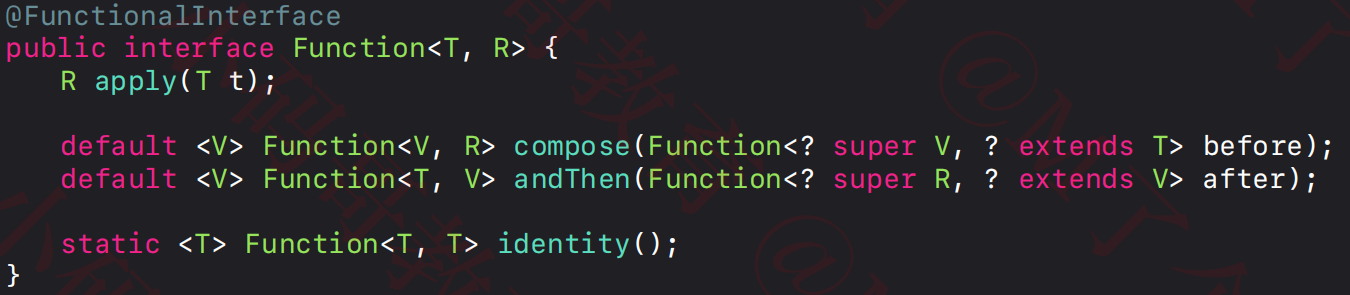 @FunctionalInterface
public interface Function<T, R> {
    R apply(T t);

    default <V> Function<V, R> compose(Function<? super V, ? extends T> before);
    default <V> Function<T, V> andThen(Function<? super R, ? extends V> after);

    static <T> Function<T, T> identity();
}